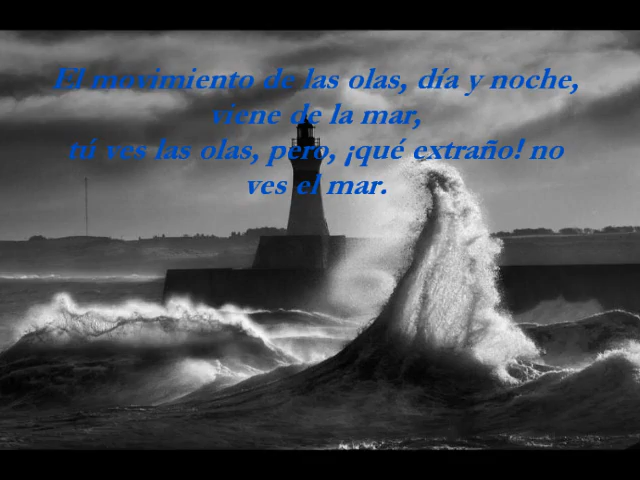 El movimiento de las olas, día y noche,
viene de la mar,
tú ves las olas, pero, ¡qué extraño! no
ves el mar.